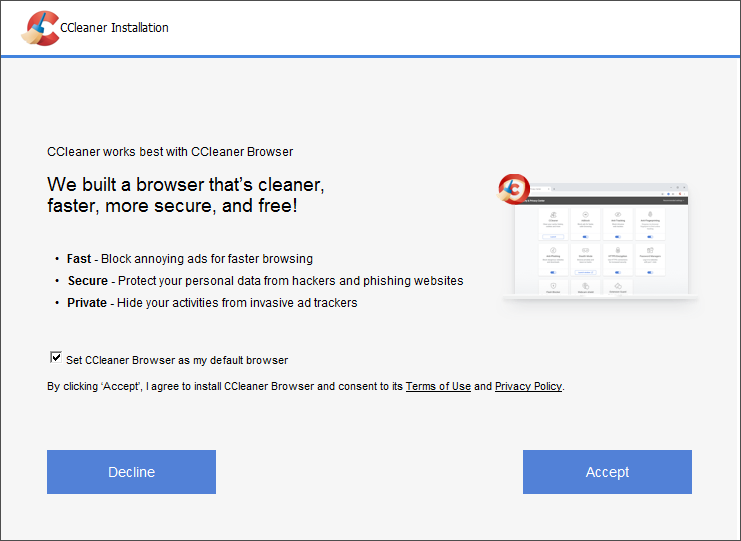 CCleaner Installation
CCleaner works best with CCleaner Browser
We built a browser that's cleaner,
faster, more secure, and free!
• Fast - Block annoying ads for faster browsing
• Secure - Protect your personal data from hackers and phishing websites
• Private - Hide your activities from invasive ad trackers
Set CCleaner Browser as my default browser
By clicking ‘Accept’, I agree to install CCleaner Browser and consent to its Terms of Use and Privacy Policy.
Decline
Accept